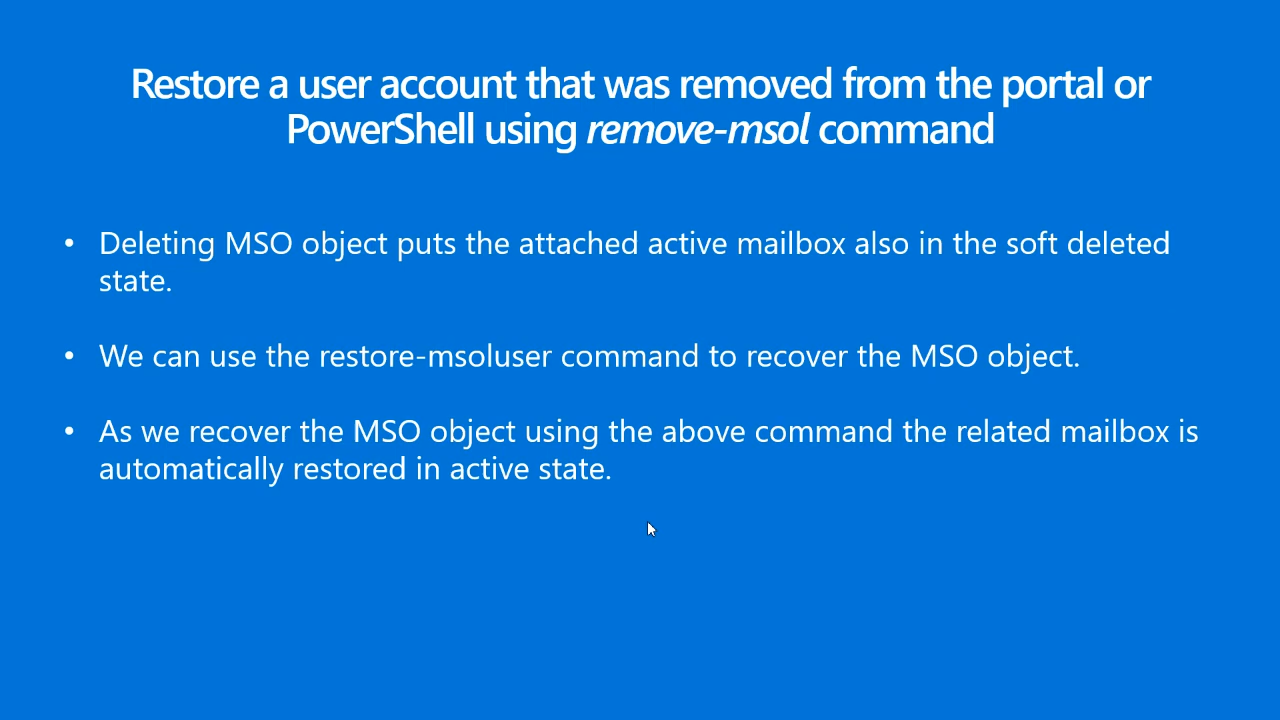 Restore a user account that was removed from the portal or
PowerShell using remove-msol command
• Deleting MSO object puts the attached active mailbox also in the soft deleted
state.
• We can use the restore-msoluser command to recover the MSO object.
• As we recover the MSO object using the above command the related mailbox is
automatically restored in active state.